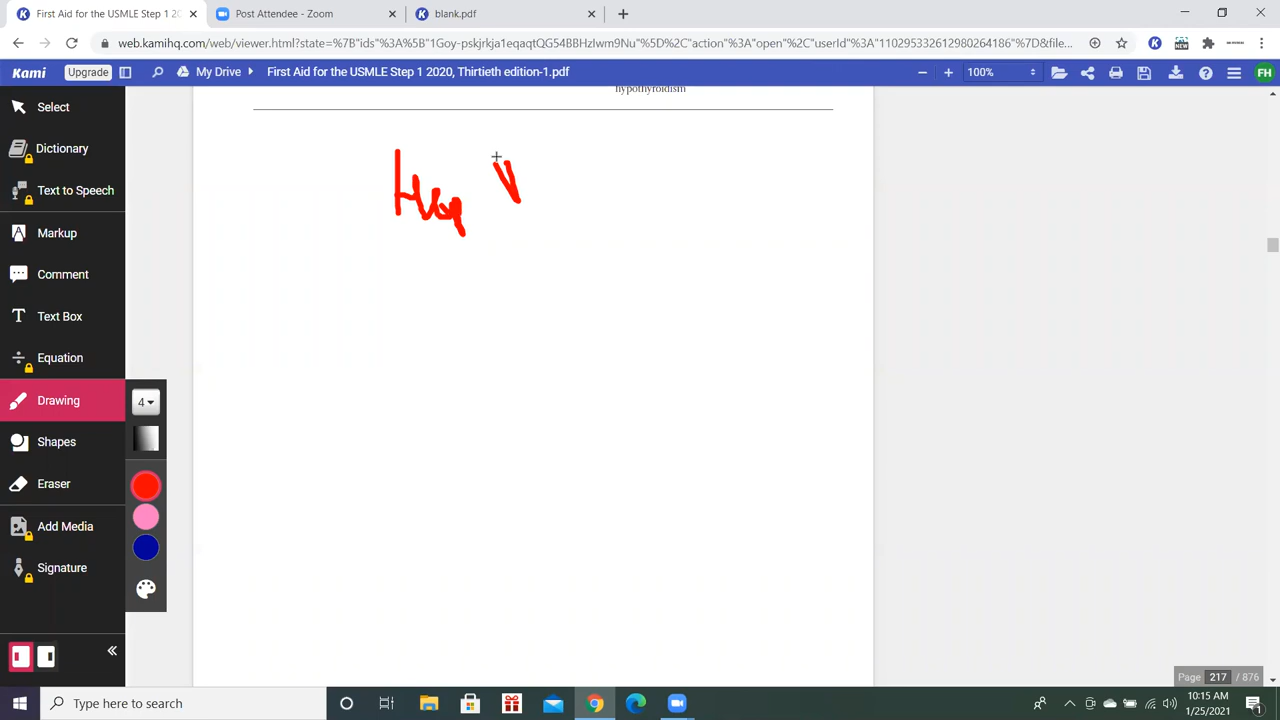 First Aid for the USMLE Step 1 20
Post Attendee - Zoom
blank.pdf
web.kamihq.com/web/viewer.html?state=%7B"ids"%3A%5B"1Goy-pskjrkja1eqaqtQG54BBHzlwm9Nu"%5D%2C"action"%3A"open"%2C"userId"%3A"110295332612980264186"%7D&file...
NEW
Kami
Upgrade
My Drive
First Aid for the USMLE Step 1 2020, Thirtieth edition-1.pdf
100%
FH
hypothyroidism
Select
Dictionary
Text to Speech
Markup
Comment
Text Box
Equation
Drawing
4
Shapes
Eraser
Add Media
Signature
Page 217 / 876
Type here to search
10:15 AM
1/25/2021